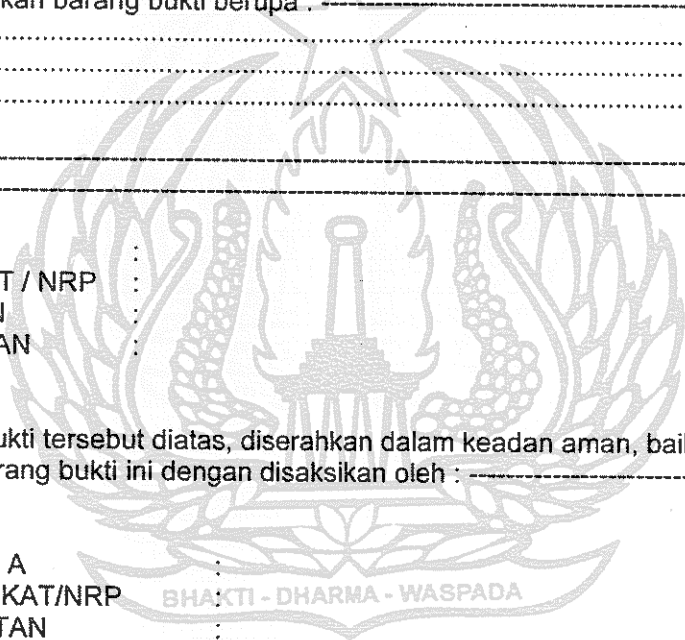 kan barang bukti berupa : ------------------------------------------------
................................................................................
................................................................................
................................................................................
--------------------------------------------------------------------------------
--------------------------------------------------------------------------------
:
T / NRP :
N :
AN :
ukti tersebut diatas, diserahkan dalam keadan aman, bail
rang bukti ini dengan disaksikan oleh : ------------------------------
A :
KAT/NRP :
TAN :
BHAKTI - DHARMA - WASPADA